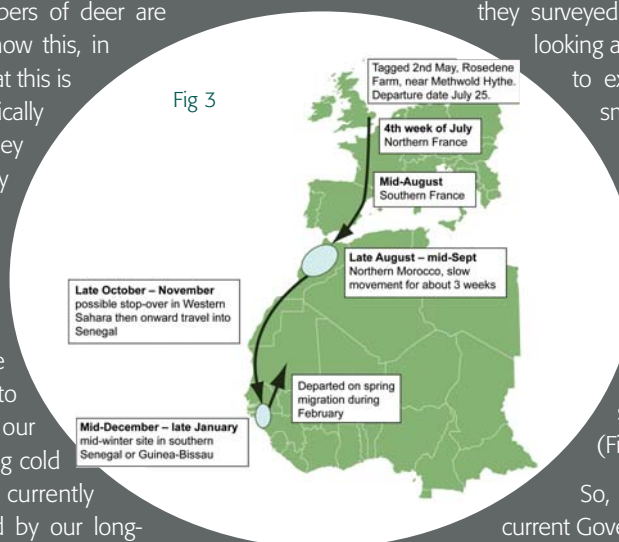 bers of deer are
now this, in
at this is
ically
ey
y
e
to
our
g cold
currently
d by our long-
Fig 3
Tagged 2nd May, Rosedene
Farm, near Methwold Hythe.
Departure date July 25.
4th week of July
Northern France
Mid-August
Southern France
Late August – mid-Sept
Northern Morocco, slow
movement for about 3 weeks
Late October – November
possible stop-over in Western
Sahara then onward travel into
Senegal
Departed on spring
migration during
February
Mid-December – late January
mid-winter site in southern
Senegal or Guinea-Bissau
they surveyed
looking a
to ex
sn
s
(Fi
So,
current Gove